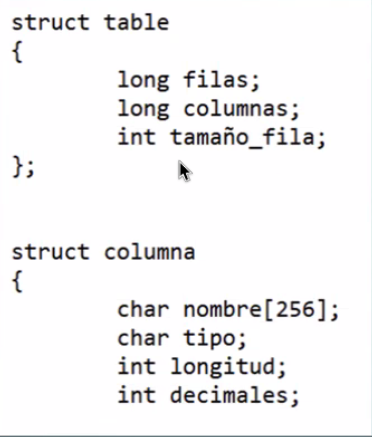 struct table
{
long filas;
long columnas;
int tamaño_fila;
};
struct columna
{
char nombre[256];
char tipo;
int longitud;
int decimales;